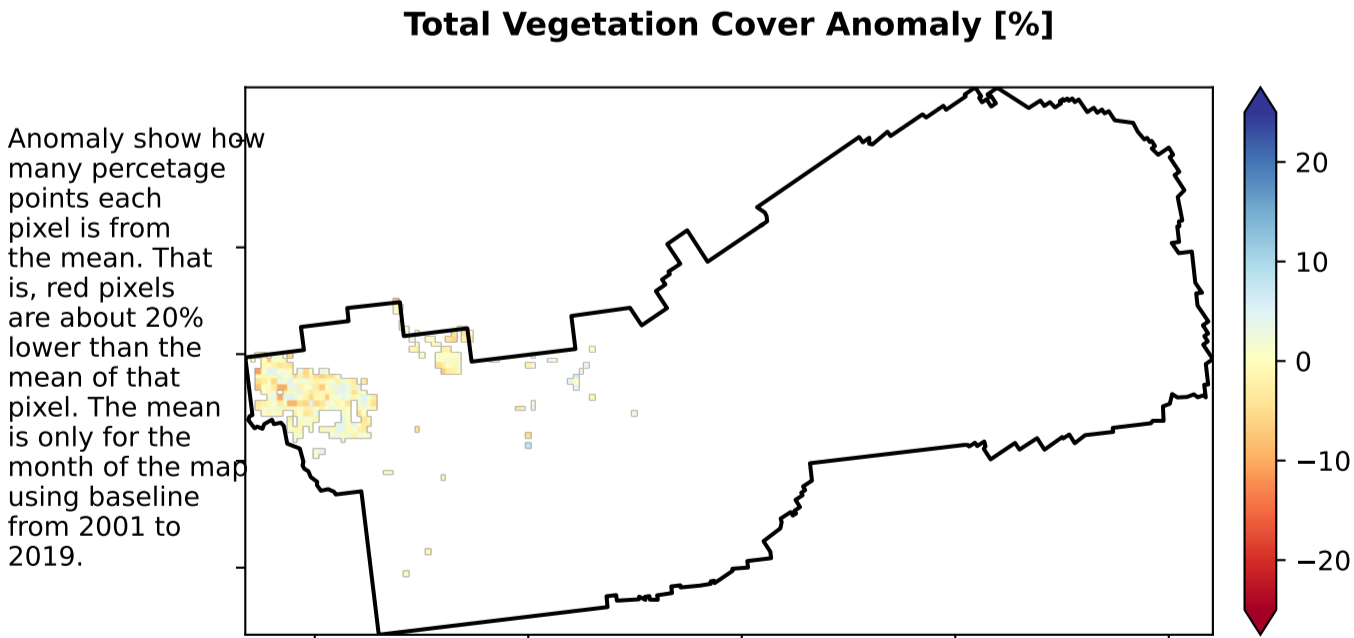 Total Vegetation Cover Anomaly [%]
Anomaly show how
many percetage
points each
pixel is from
the mean. That
is, red pixels
are about 20%
lower than the
mean of that
pixel. The mean
is only for the
month of the map
using baseline
from 2001 to
2019.
20
10
0
−10
−20